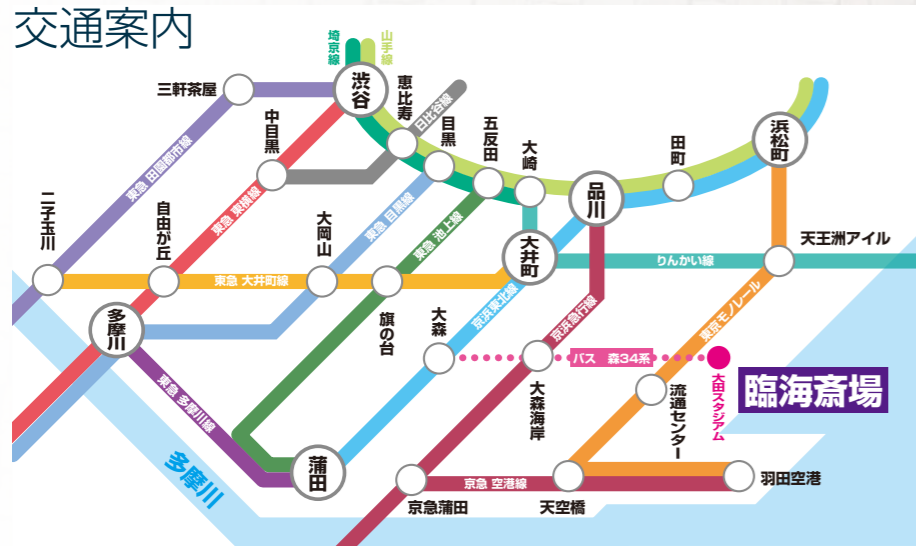 交通案内
埼京線
山手線
渋谷
恵比寿
日比谷線
目黒
五反田
大崎
品川
田町
浜松町
三軒茶屋
中目黒
東急 田園都市線
東急 東横線
二子玉川
自由が丘
大岡山
東急 目黒線
東急 池上線
大井町
りんかい線
天王洲アイル
東急 大井町線
多摩川
旗の台
大森
京浜東北線
京浜急行線
東京モノレール
バス 森34系
大田スタジアム
臨海斎場
大森海岸
流通センター
東急 多摩川線
多摩川
蒲田
京急蒲田
京急 空港線
天空橋
羽田空港